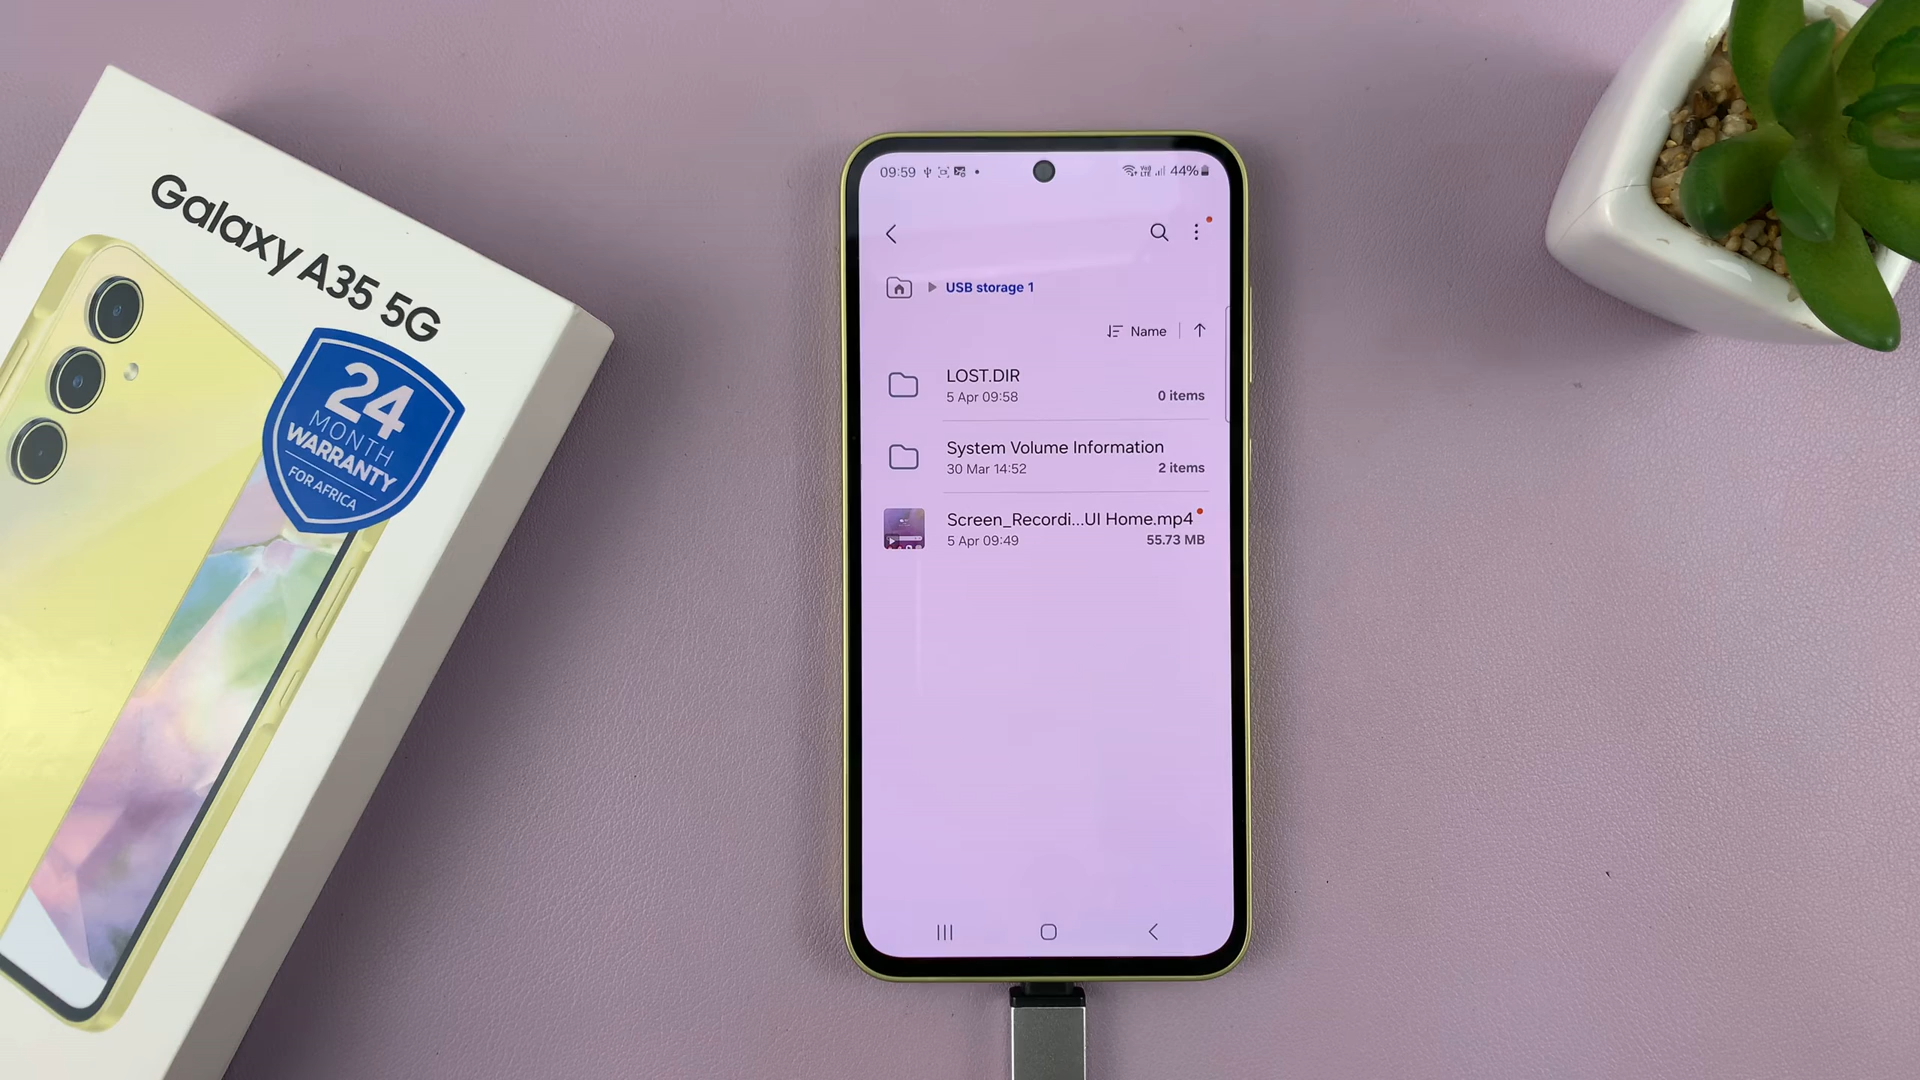 Galaxy A35 5G
24
MONTH
WARRANTY
FOR AFRICA
09:59
44%
USB storage 1
Name
LOST.DIR
5 Apr 09:58
0 items
System Volume Information
30 Mar 14:52
2 items
Screen_Recordi...UI Home.mp4
5 Apr 09:49
55.73 MB